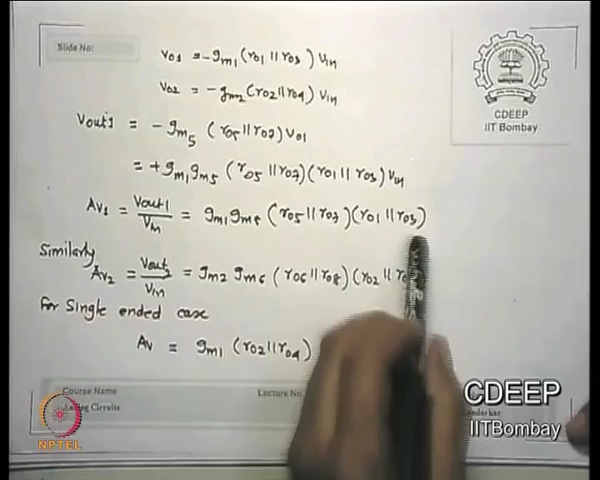 Slide No:
CDEEP
IIT Bombay
vo1 = -gm1 (ro1 || ro3) Vin
vo2 = -gm2 (ro2 || ro4) Vin
Vout1 = - gm5 (ro5 || ro7) vo1
= + gm1 gm5 (ro5 || ro7) (ro1 || ro3) vin
Av1 = Vout1/Vin = gm1 gm5 (ro5 || ro7) (ro1 || ro3)
Similarly
Av2 = Vout2/Vin = gm2 gm6 (ro6 || ro8) (ro2 ||
For Single ended case
Av = gm1 (ro2 || ro4)
Course Name
Circuits
Lecture No.
NPTEL
CDEEP
IIT Bombay